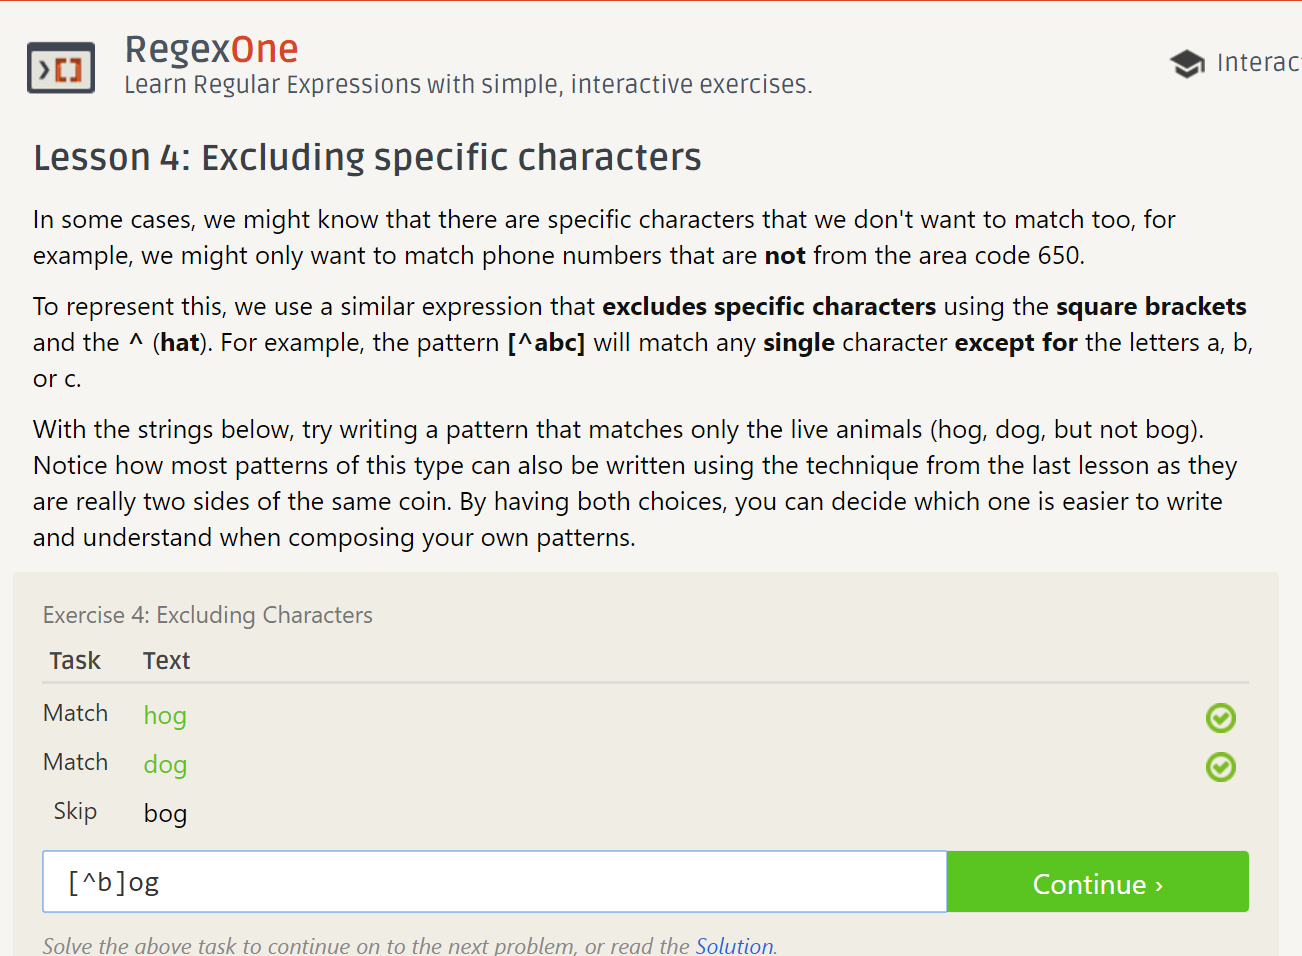 RegexOne
Learn Regular Expressions with simple, interactive exercises.
Interac
Lesson 4: Excluding specific characters
In some cases, we might know that there are specific characters that we don't want to match too, for
example, we might only want to match phone numbers that are not from the area code 650.
To represent this, we use a similar expression that excludes specific characters using the square brackets
and the ^ (hat). For example, the pattern [^abc] will match any single character except for the letters a, b,
or c.
With the strings below, try writing a pattern that matches only the live animals (hog, dog, but not bog).
Notice how most patterns of this type can also be written using the technique from the last lesson as they
are really two sides of the same coin. By having both choices, you can decide which one is easier to write
and understand when composing your own patterns.
Exercise 4: Excluding Characters
Task Text
Match hog
Match dog
Skip bog
[^b]og
Continue ›
Solve the above task to continue on to the next problem, or read the Solution.